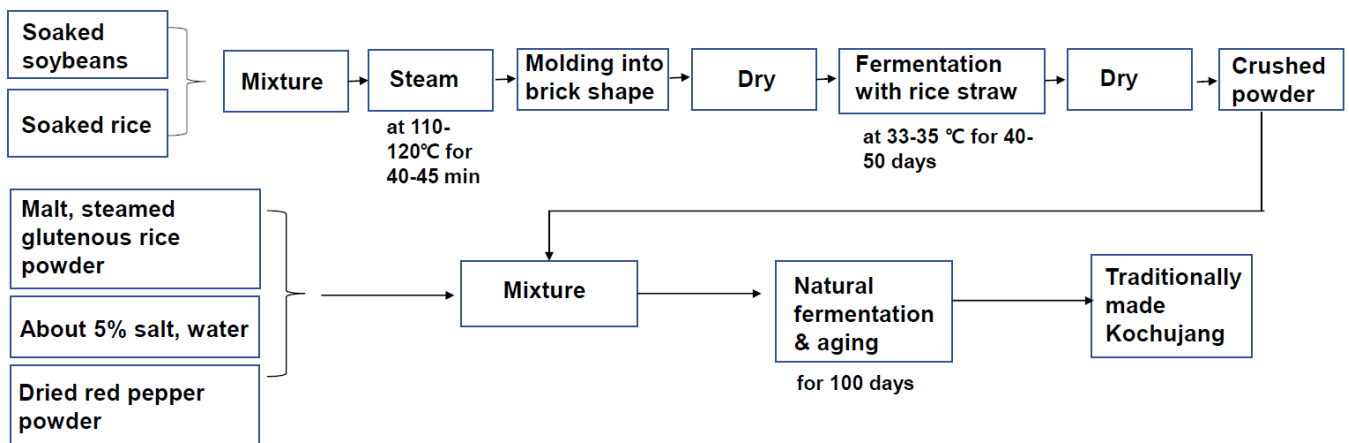 Soaked
soybeans
Soaked rice
Mixture
Steam
at 110-
120℃ for
40-45 min
Molding into
brick shape
Dry
Fermentation
with rice straw
at 33-35 ℃ for 40-
50 days
Dry
Crushed
powder
Malt, steamed
glutenous rice
powder
About 5% salt, water
Dried red pepper
powder
Mixture
Natural
fermentation
& aging
for 100 days
Traditionally
made
Kochujang